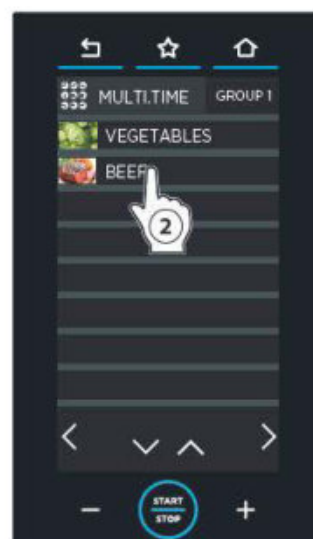 MULTI.TIME GROUP 1
VEGETABLES
BEEF
2
START
STOP